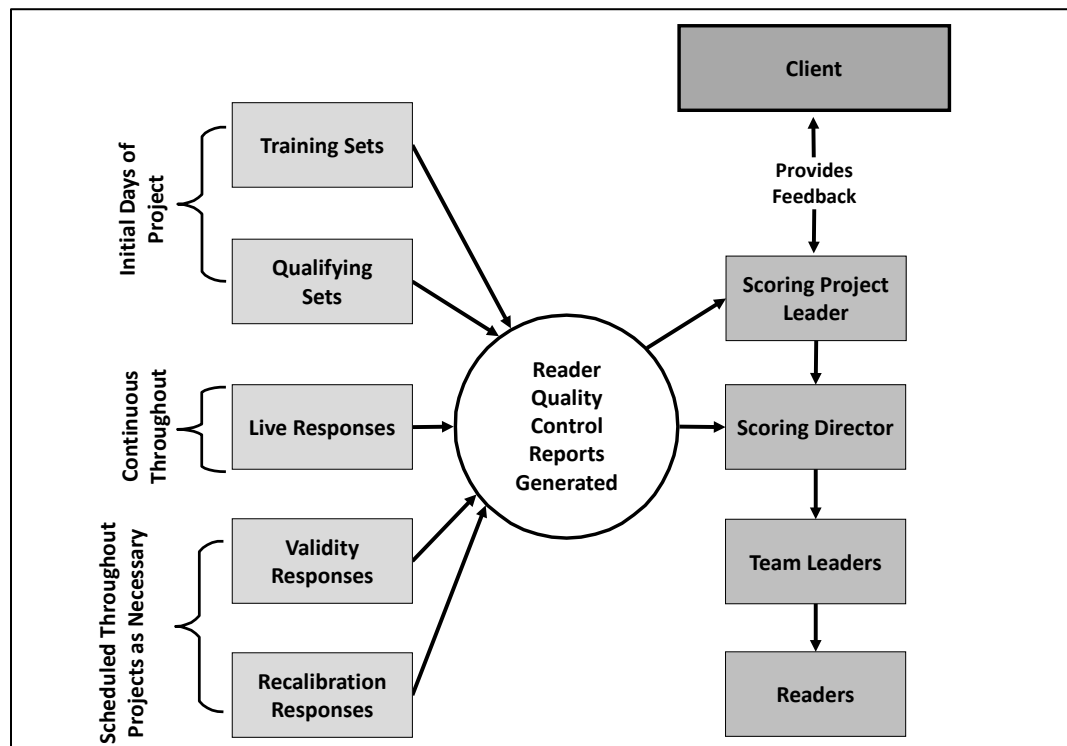 Initial Days of
Project
Training Sets
Qualifying
Sets
Continuous
Throughout
Live Responses
Scheduled Throughout
Projects as Necessary
Validity
Responses
Recalibration
Responses
Reader
Quality
Control
Reports
Generated
Client
Provides
Feedback
Scoring Project
Leader
Scoring Director
Team Leaders
Readers